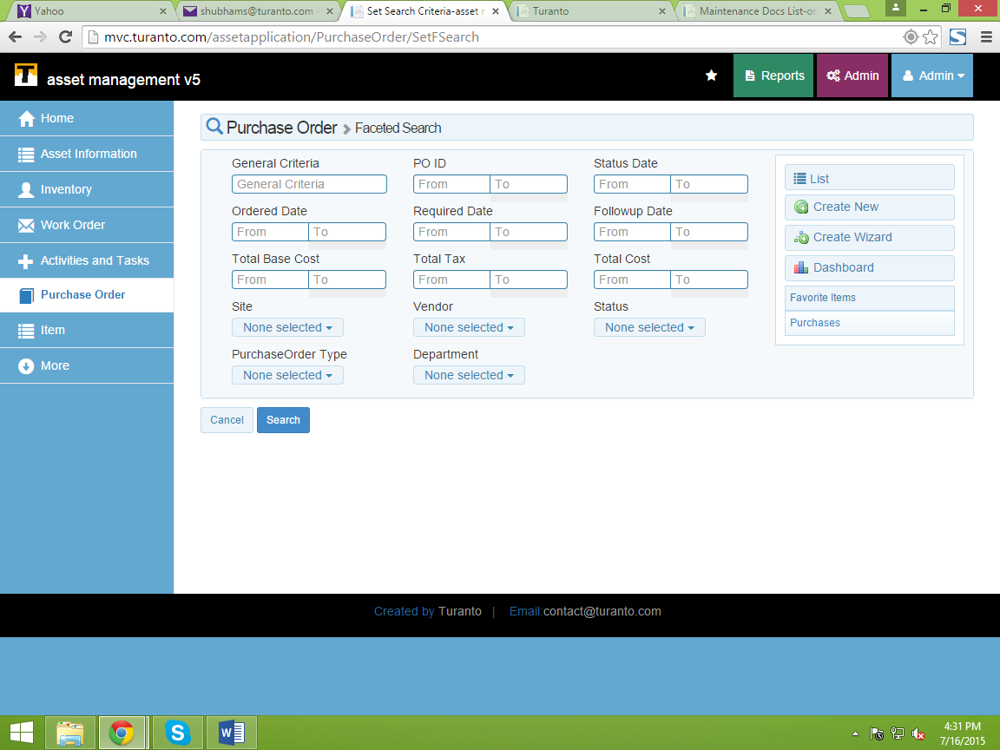 Yahoo
shubhams@turanto.com -
Set Search Criteria-asset
Turanto
Maintenance Docs List-or
mvc.turanto.com/assetapplication/PurchaseOrder/SetFSearch
T asset management v5
Reports
Admin
Admin
Home
Asset Information
Inventory
Work Order
Activities and Tasks
Purchase Order
Item
More
Purchase Order > Faceted Search
General Criteria PO ID Status Date
General Criteria From To From To
Ordered Date Required Date Followup Date
From To From To From To
Total Base Cost Total Tax Total Cost
From To From To From To
Site Vendor Status
None selected None selected None selected
PurchaseOrder Type Department
None selected None selected
List
Create New
Create Wizard
Dashboard
Favorite Items
Purchases
Cancel Search
Created by Turanto | Email:contact@turanto.com
4:31 PM
7/16/2015